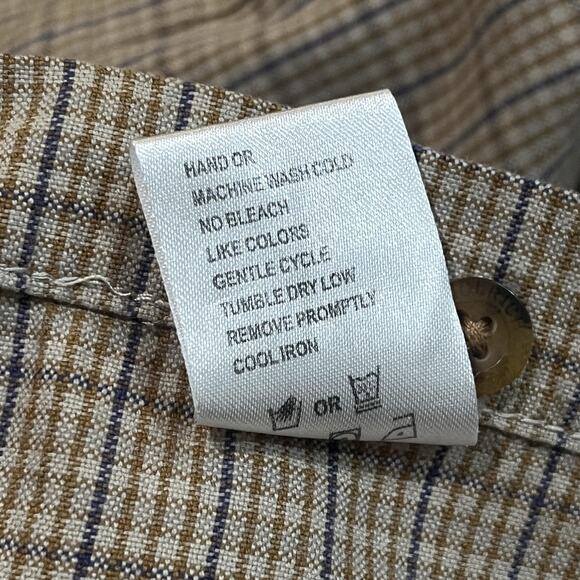 HAND OR
MACHINE WASH COLD
NO BLEACH
LIKE COLORS
GENTLE CYCLE
TUMBLE DRY LOW
REMOVE PROMPTLY
COOL IRON
OR